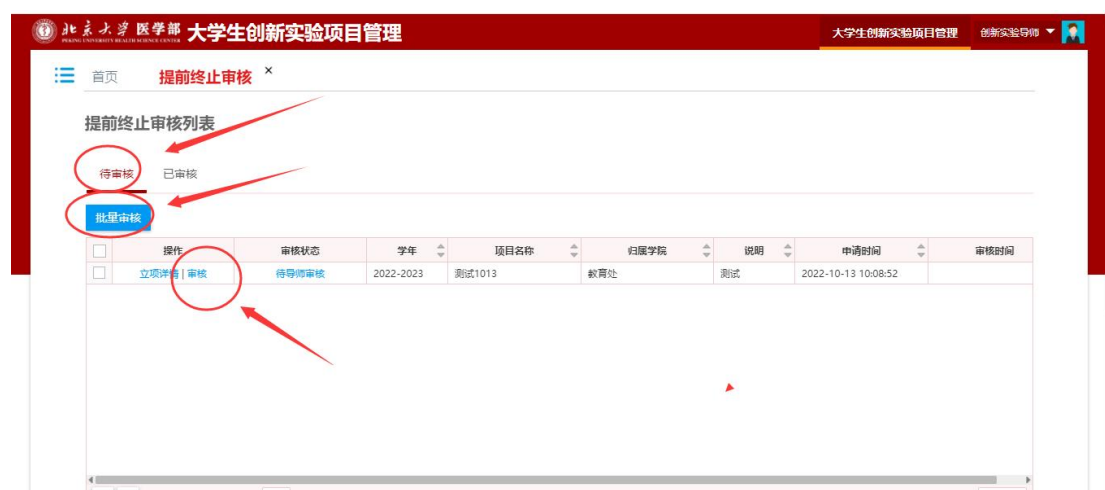 北京大学 医学部 大学生创新实验项目管理 大学生创新实验项目管理 创新实验导师
PEKING UNIVERSITY HEALTH SCIENCE CENTER
首页 提前终止审核 ×
提前终止审核列表
待审核 已审核
批量审核
操作 审核状态 学年 项目名称 归属学院 说明 申请时间 审核时间
立项详情 | 审核 待导师审核 2022-2023 测试1013 教育处 测试 2022-10-13 10:08:52